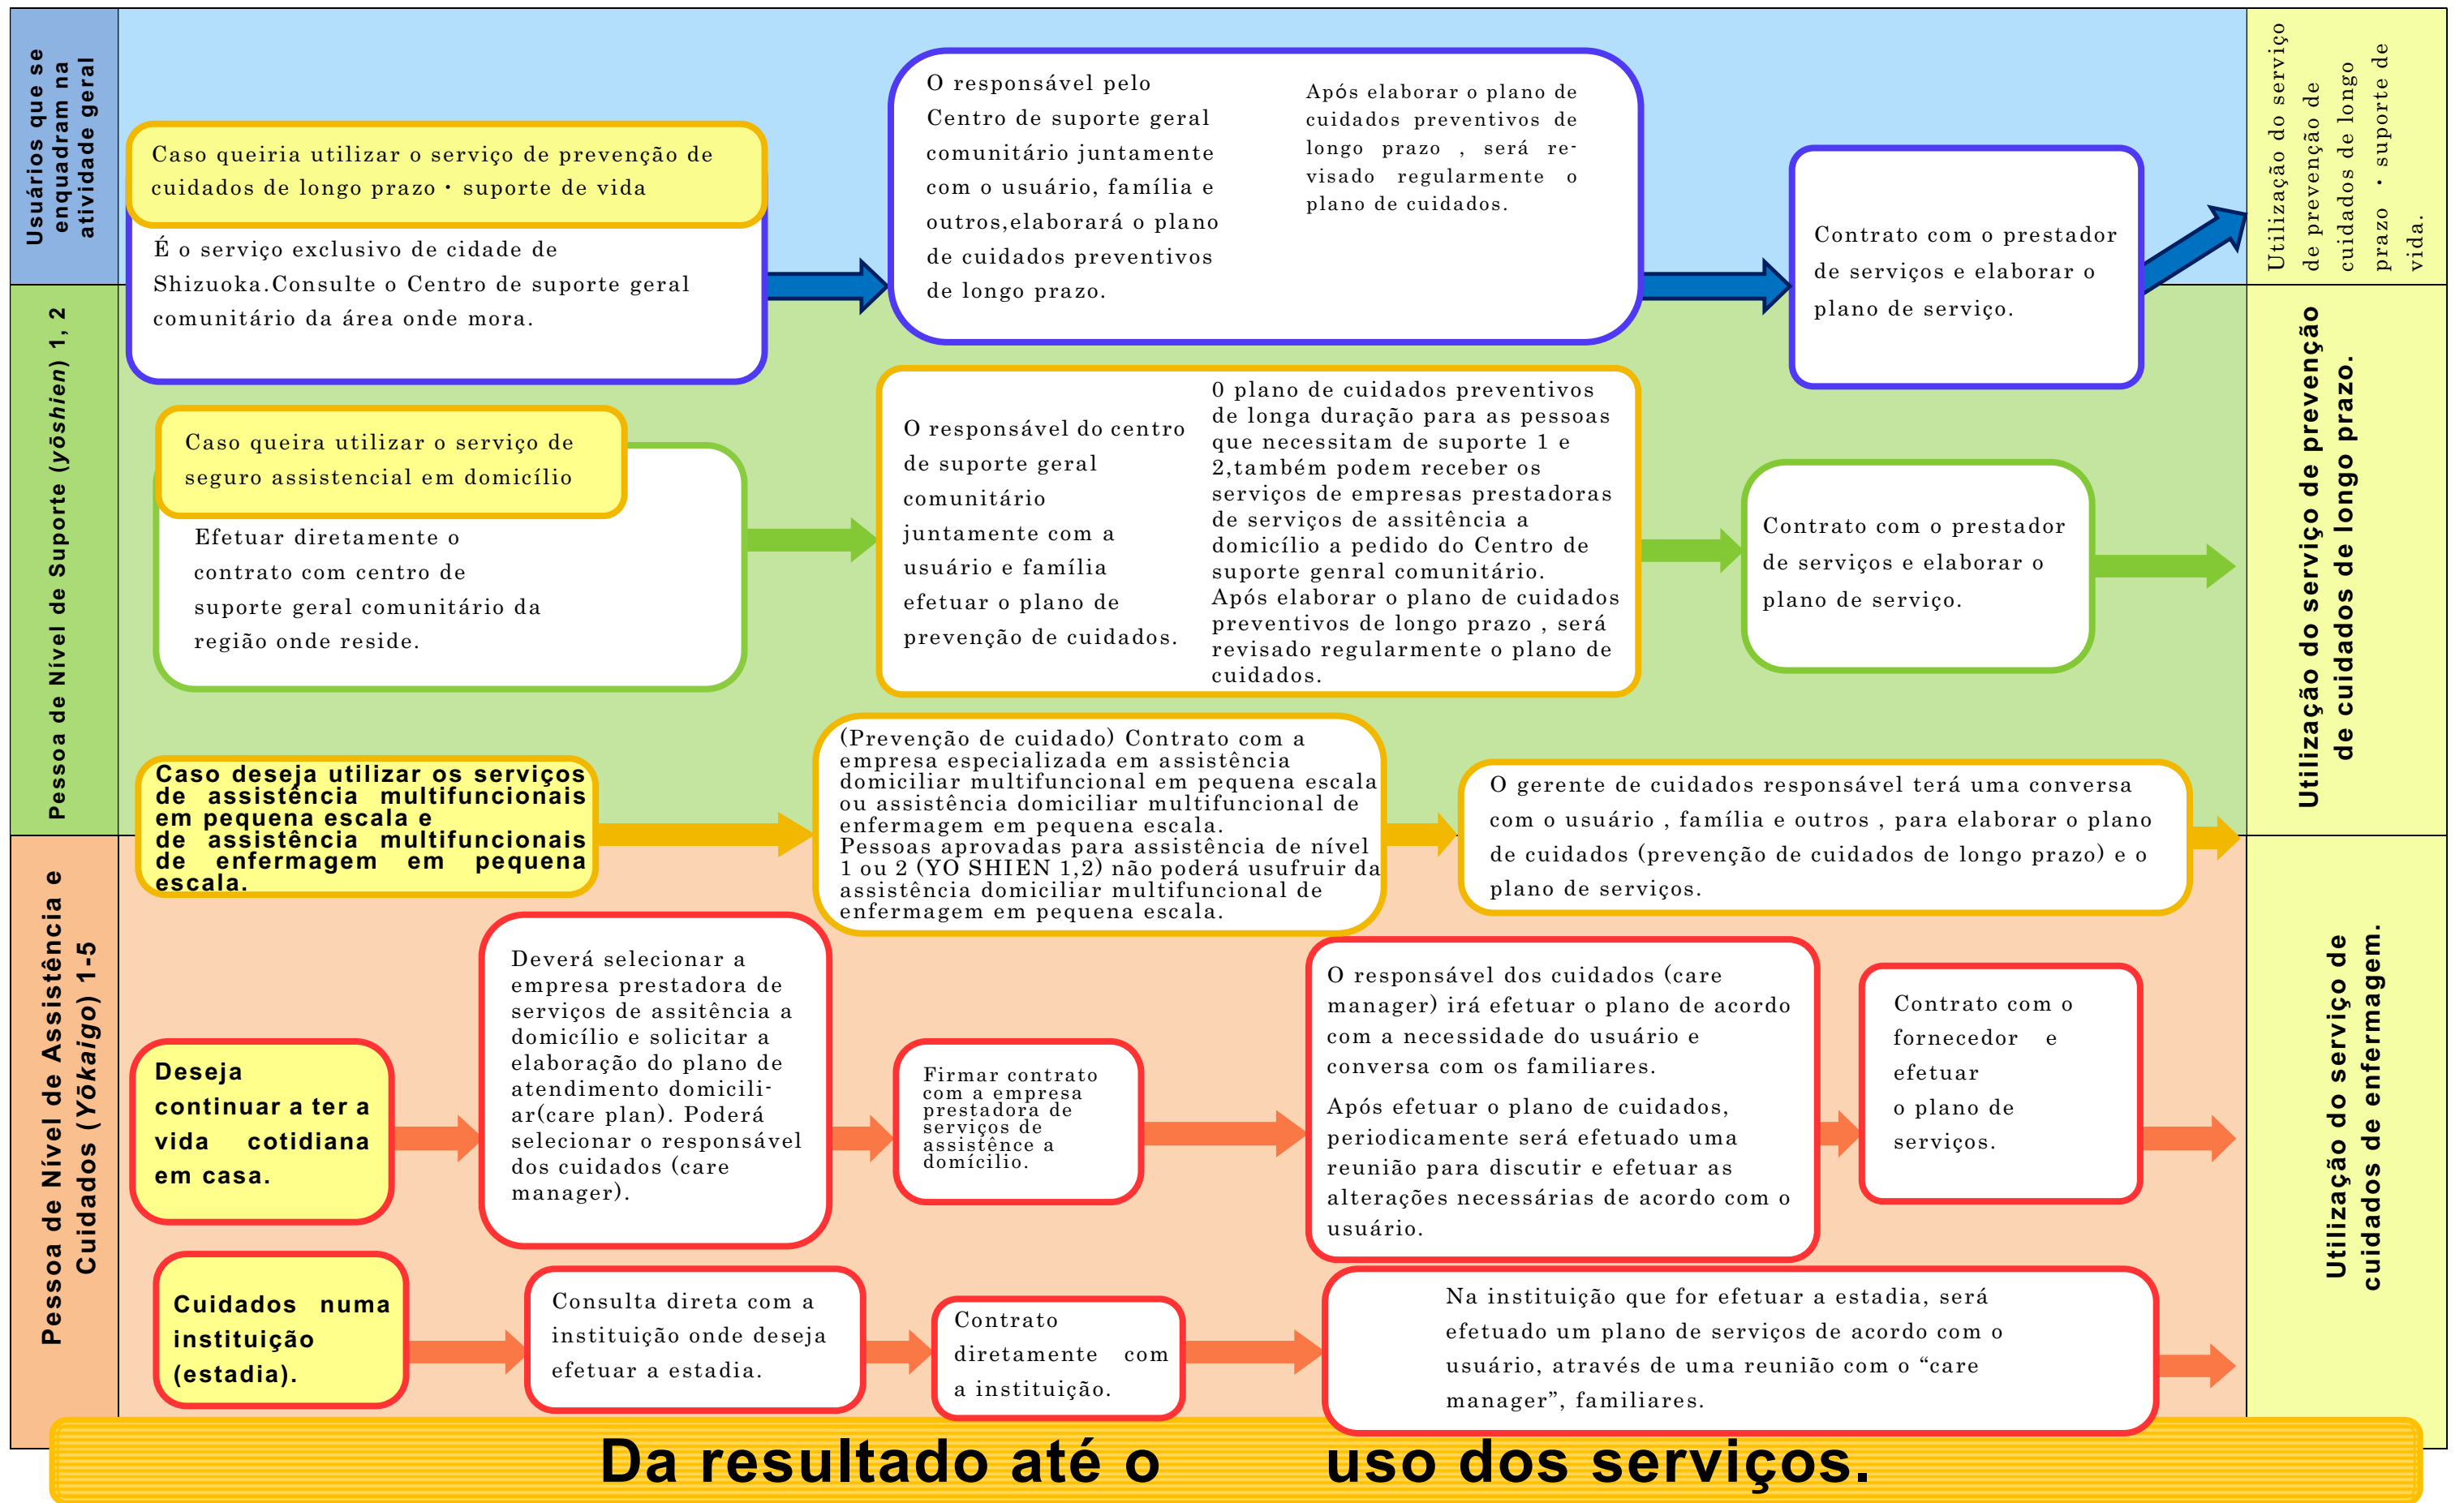 Usuários que se
enquadram na
atividade geral
Caso queiria utilizar o serviço de prevenção de
cuidados de longo prazo・suporte de vida
É o serviço exclusivo de cidade de
Shizuoka.Consulte o Centro de suporte geral
comunitário da área onde mora.
O responsável pelo
Centro de suporte geral
comunitário juntamente
com o usuário, família e
outros,elaborará o plano
de cuidados preventivos
de longo prazo.
Após elaborar o plano de
cuidados preventivos de
longo prazo , será re-
visado regularmente o
plano de cuidados.
Contrato com o prestador
de serviços e elaborar o
plano de serviço.
Utilização do serviço
de prevenção de
cuidados de longo
prazo ・suporte de
vida.
Pessoa de Nível de Suporte (yōshien) 1, 2
Caso queira utilizar o serviço de
seguro assistencial em domicílio
Efetuar diretamente o
contrato com centro de
suporte geral comunitário da
região onde reside.
O responsável do centro
de suporte geral
comunitário
juntamente com a
usuário e família
efetuar o plano de
prevenção de cuidados.
0 plano de cuidados preventivos
de longa duração para as pessoas
que necesitam de suporte 1 e
2,também podem receber os
serviços de empresas prestadoras
de serviços de assitência a
domicílio a pedido do Centro de
suporte genral comunitário.
Após elaborar o plano de cuidados
preventivos de longo prazo , será
revisado regularmente o plano de
cuidados.
Contrato com o prestador
de serviços e elaborar o
plano de serviço.
Utilização do serviço de prevenção
de cuidados de longo prazo.
Caso deseja utilizar os serviços
de assistência multifuncionais
em pequena escala e
de assistência multifuncionais
de enfermagem em pequena
escala.
(Prevenção de cuidado) Contrato com a
empresa especializada em assistência
domiciliar multifuncional em pequena escala
ou assistência domiciliar multifuncional de
enfermagem em pequena escala.
Pessoas aprovadas para assistência de nível
1 ou 2 (YO SHIEN 1,2) não poderá usufruir da
assistência domiciliar multifuncional de
enfermagem em pequena escala.
O gerente de cuidados responsável terá uma conversa
com o usuário , família e outros , para elaborar o plano
de cuidados (prevenção de cuidados de longo prazo) e o
plano de serviços.
Pessoa de Nível de Assistência e
Cuidados (Yōkaigo) 1-5
Deseja
continuar a ter a
vida cotidiana
em casa.
Deverá selecionar a
empresa prestadora de
serviços de assitência a
domicílio e solicitar a
elaboração do plano de
atendimento domicili-
ar(care plan). Poderá
selecionar o responsável
dos cuidados (care
manager).
Firmar contrato
com a empresa
prestadora de
serviços de
assistênce a
domícilio.
O responsável dos cuidados (care
manager) irá efetuar o plano de acordo
com a necessidade do usuário e
conversa com os familiares.
Após efetuar o plano de cuidados,
periodicamente será efetuado uma
reunião para discutir e efetuar as
alterações necessárias de acordo com o
usuário.
Contrato com o
fornecedor e
efetuar
o plano de
serviços.
Utilização do serviço de
cuidados de enfermagem.
Cuidados numa
instituição
(estadia).
Consulta direta com a
instituição onde deseja
efetuar a estadia.
Contrato
diretamente com
a instituição.
Na instituição que for efetuar a estadia, será
efetuado um plano de serviços de acordo com o
usuário, através de uma reunião com o “care
manager”, familiares.
Da resultado até o uso dos serviços.